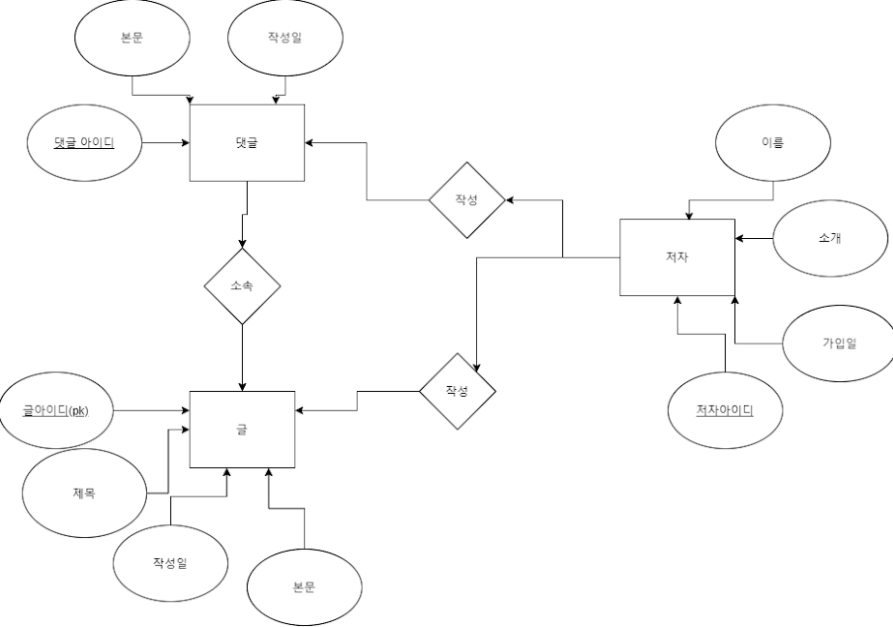 본문
작성일
댓글 아이디
댓글
작성
이름
소개
저자
가입일
저자아이디
소속
작성
글아이디(pk)
글
제목
작성일
본문